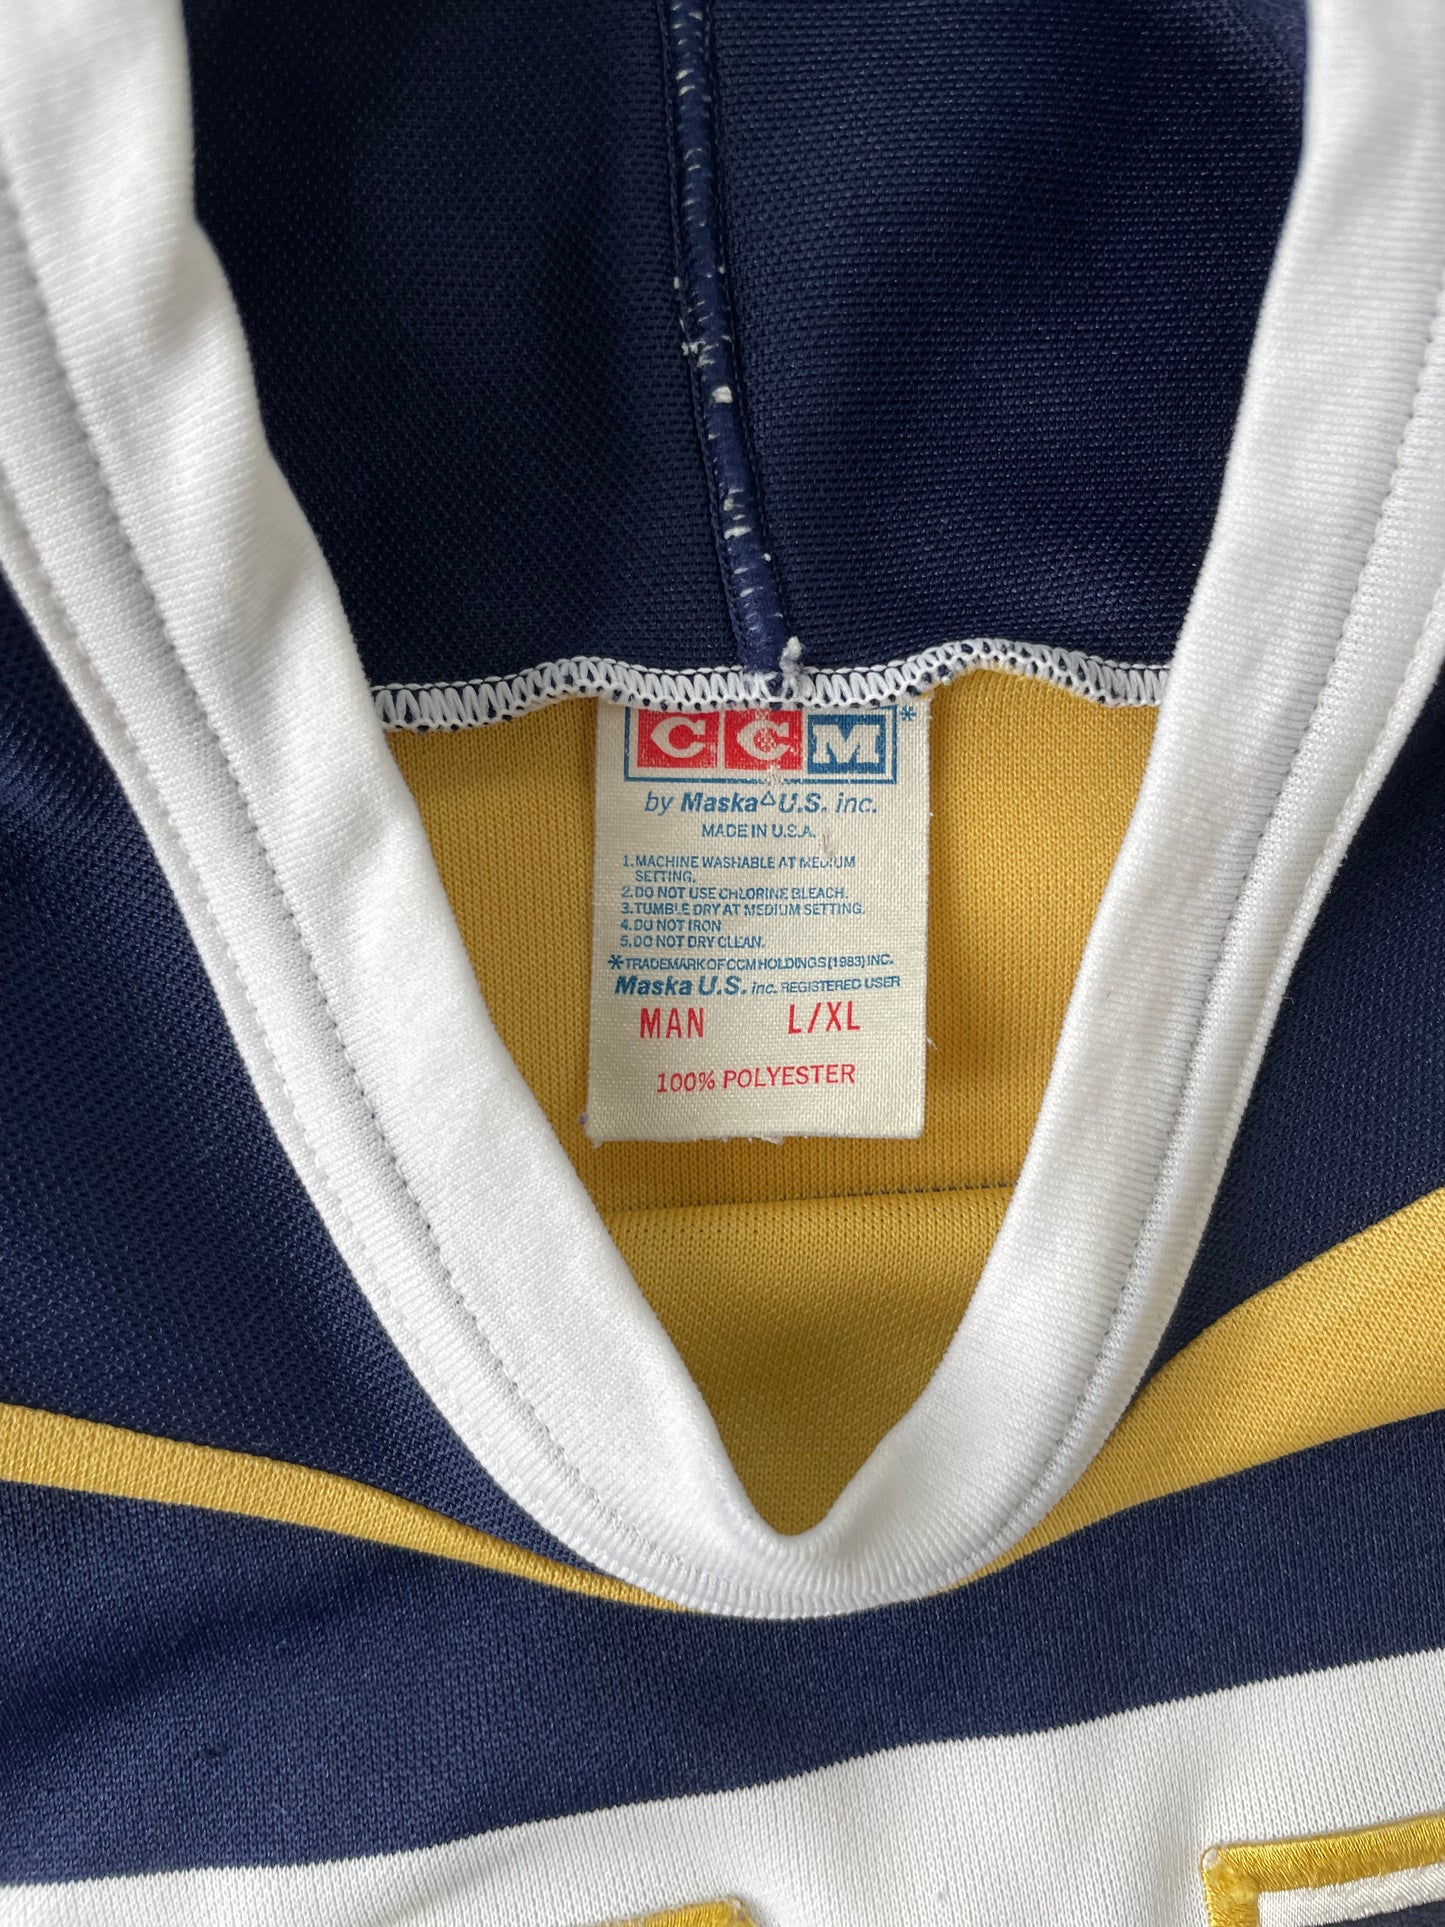 CCM*
by Maska△U.S. inc.
MADE IN U.S.A.
1. MACHINE WASHABLE AT MEDIUM
SETTING.
2. DO NOT USE CHLORINE BLEACH.
3. TUMBLE DRY AT MEDIUM SETTING.
4. DO NOT IRON
5. DO NOT DRY CLEAN.
*TRADEMARK OF CCM HOLDINGS (1983) INC.
Maska U.S. inc. REGISTERED USER
MAN L/XL
100% POLYESTER